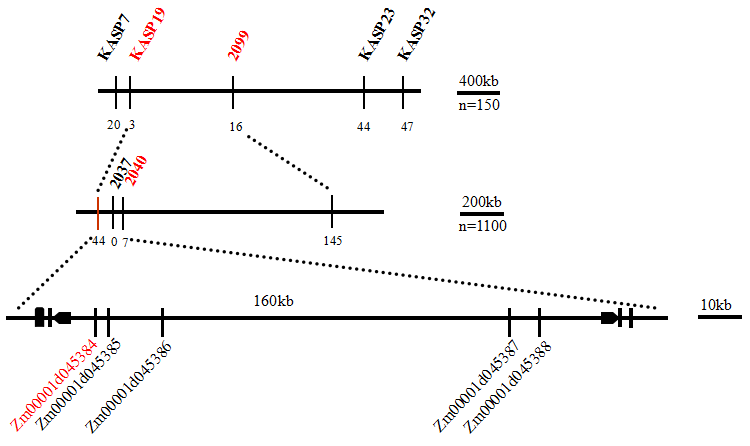 KASP7 KASP19 2099 KASP23 KASP32
400kb
n=150
20 3 16 44 47
2037 2040
200kb
n=1100
44 0 7 145
160kb
10kb
Zm00001d045384
Zm00001d045385
Zm00001d045386
Zm00001d045387
Zm00001d045388